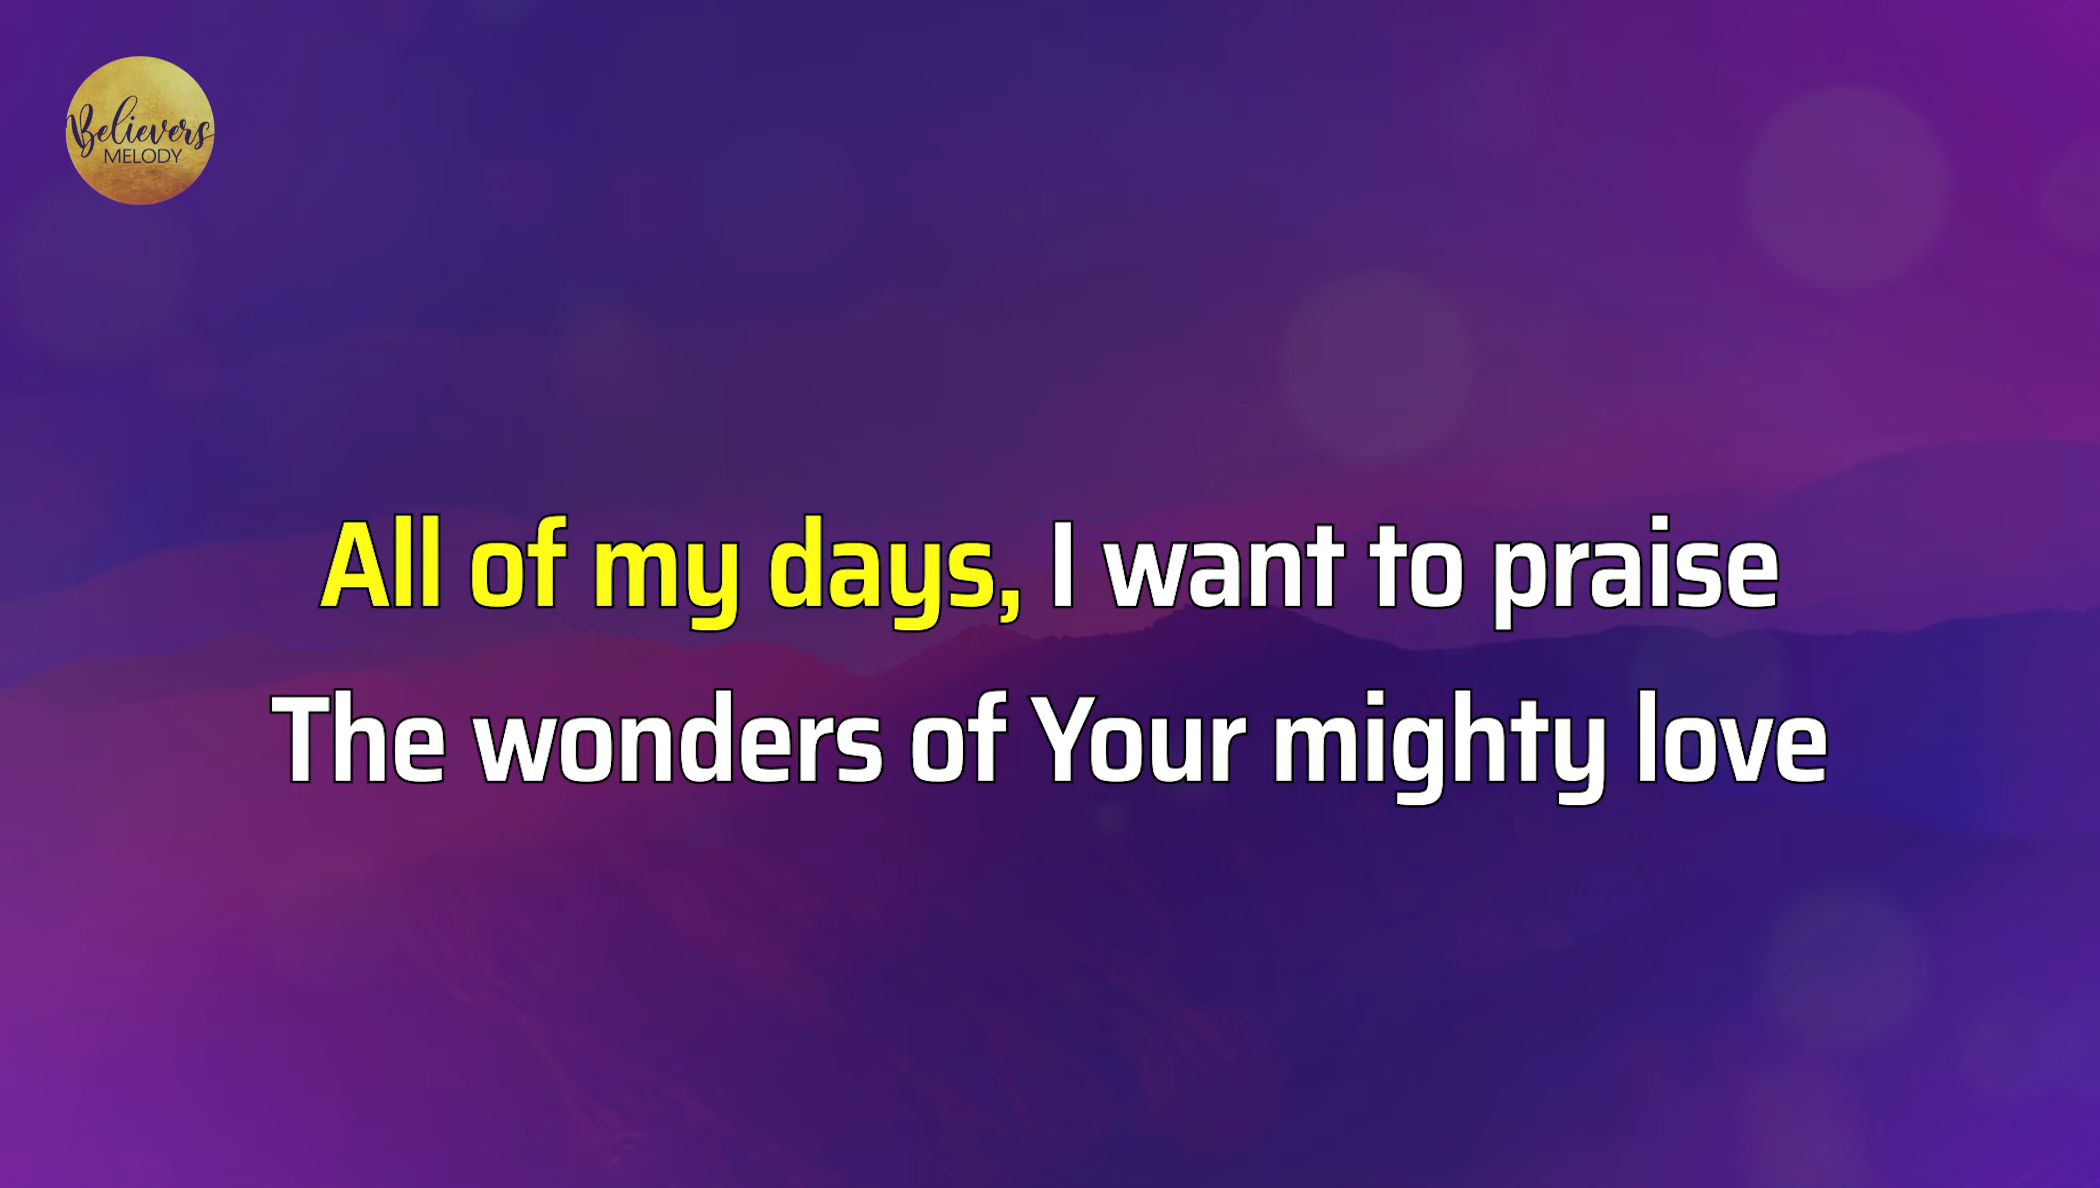 Believers
MELODY
All of my days, I want to praise
The wonders of Your mighty love